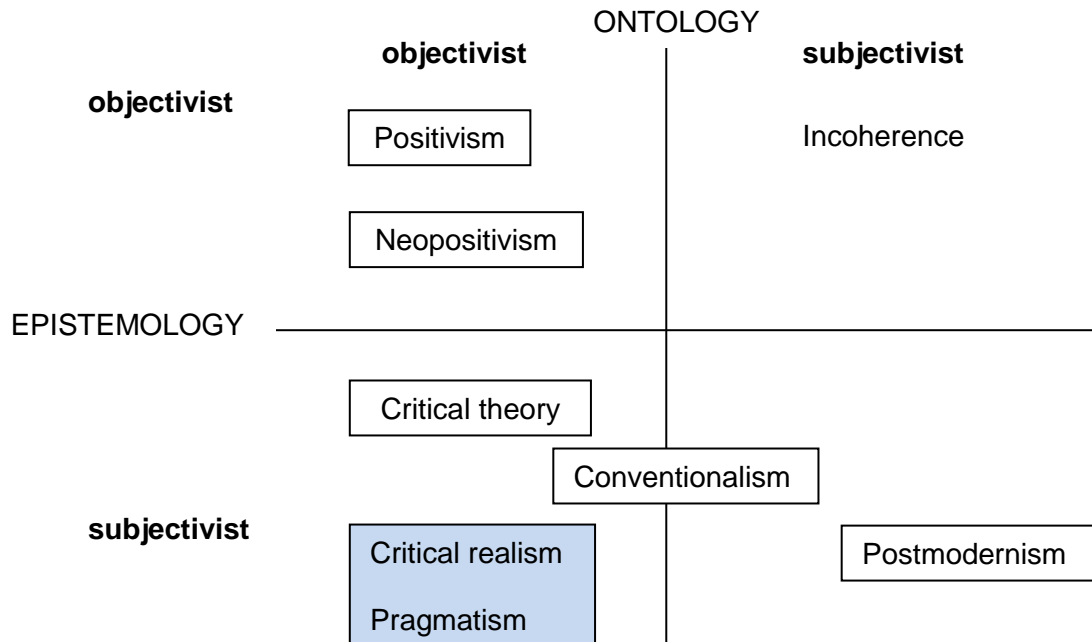 ONTOLOGY
objectivist
subjectivist
objectivist
Positivism
Incoherence
Neopositivism
EPISTEMOLOGY
Critical theory
Conventionalism
subjectivist
Critical realism
Postmodernism
Pragmatism